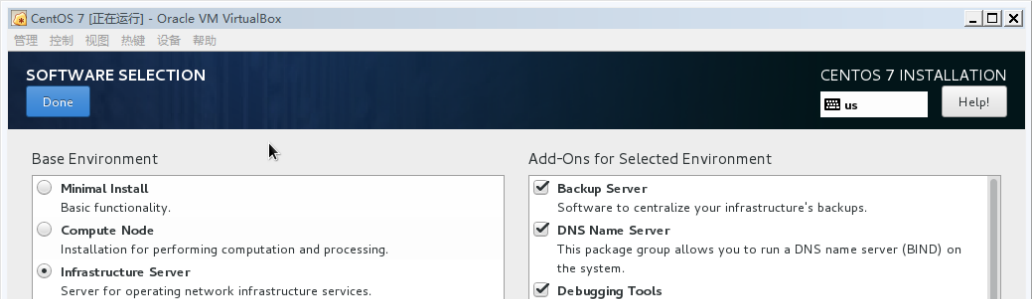 CentOS 7 [正在运行] - Oracle VM VirtualBox
管理 控制 视图 热键 设备 帮助
SOFTWARE SELECTION
CENTOS 7 INSTALLATION
Done
us
Help!
Base Environment
Add-Ons for Selected Environment
Minimal Install
Basic functionality.
Compute Node
Installation for performing computation and processing.
Infrastructure Server
Server for operating network infrastructure services.
Backup Server
Software to centralize your infrastructure's backups.
DNS Name Server
This package group allows you to run a DNS name server (BIND) on
the system.
Debugging Tools